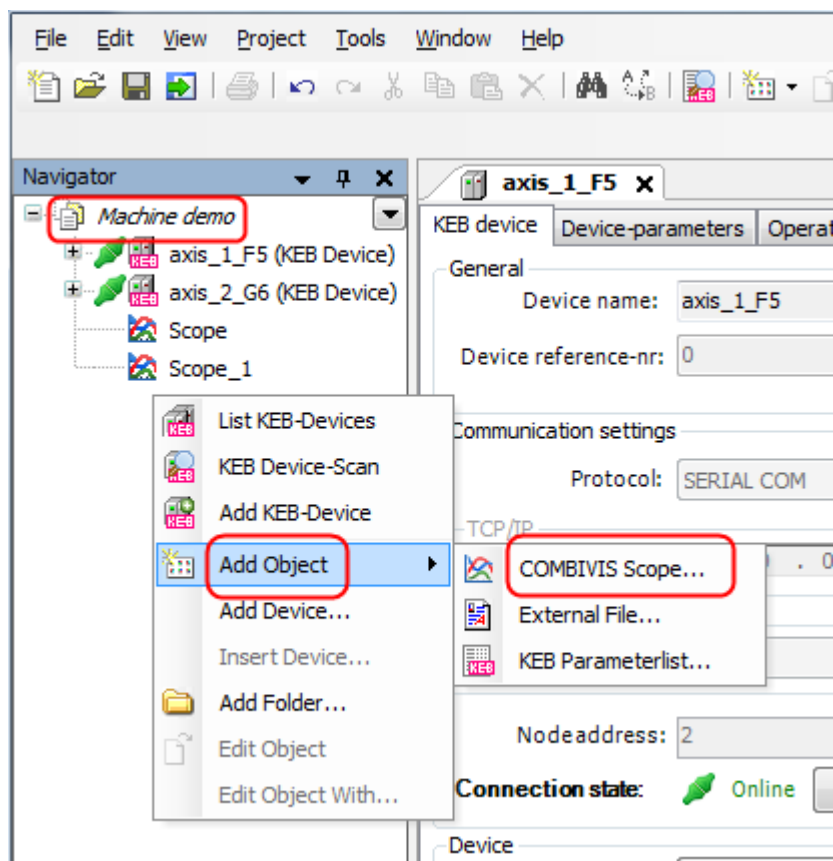 File Edit View Project Tools Window Help
Navigator
Machine demo
axis_1_F5 (KEB Device)
axis_2_G6 (KEB Device)
Scope
Scope_1
List KEB-Devices
KEB Device-Scan
Add KEB-Device
Add Object
Add Device...
Insert Device...
Add Folder...
Edit Object
Edit Object With...
COMBIVIS Scope...
External File...
KEB Parameterlist...
axis_1_F5
KEB device Device-parameters Operat
General
Device name: axis_1_F5
Device reference-nr: 0
Communication settings
Protocol: SERIAL COM
TCP/IP
. 0
Nodeaddress: 2
Connection state: Online
Device